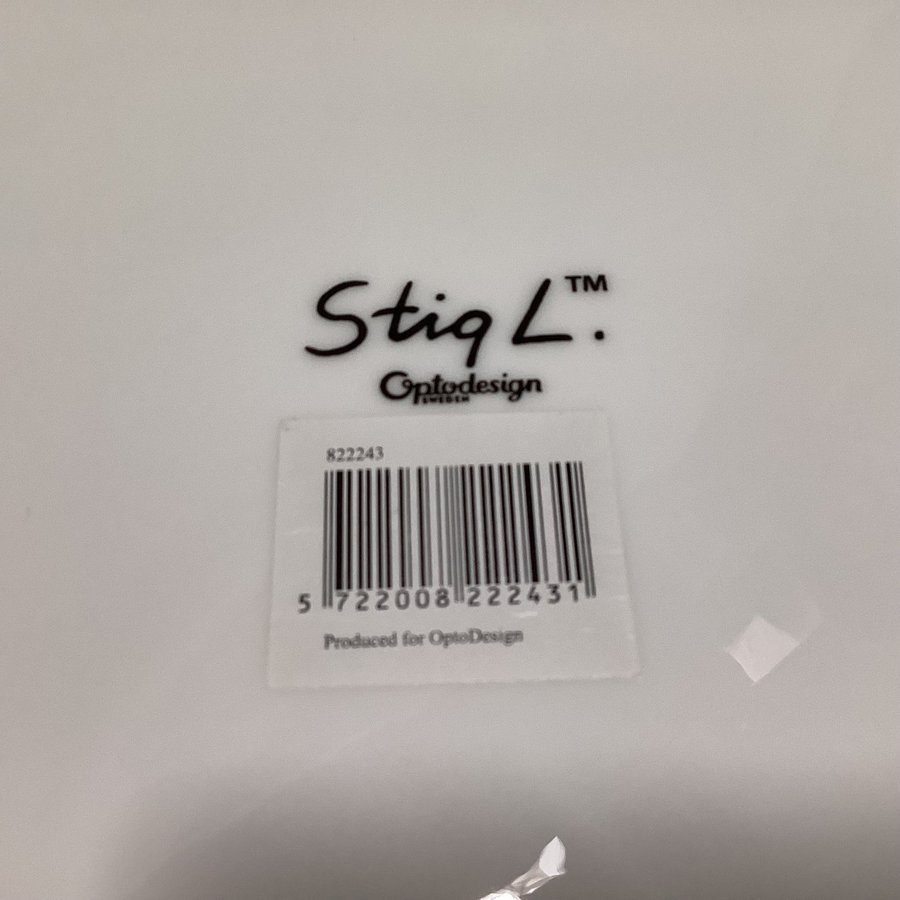 Stig L.™
Optodesign
SWEDEN
822243
5 722008 222431
Produced for OptoDesign